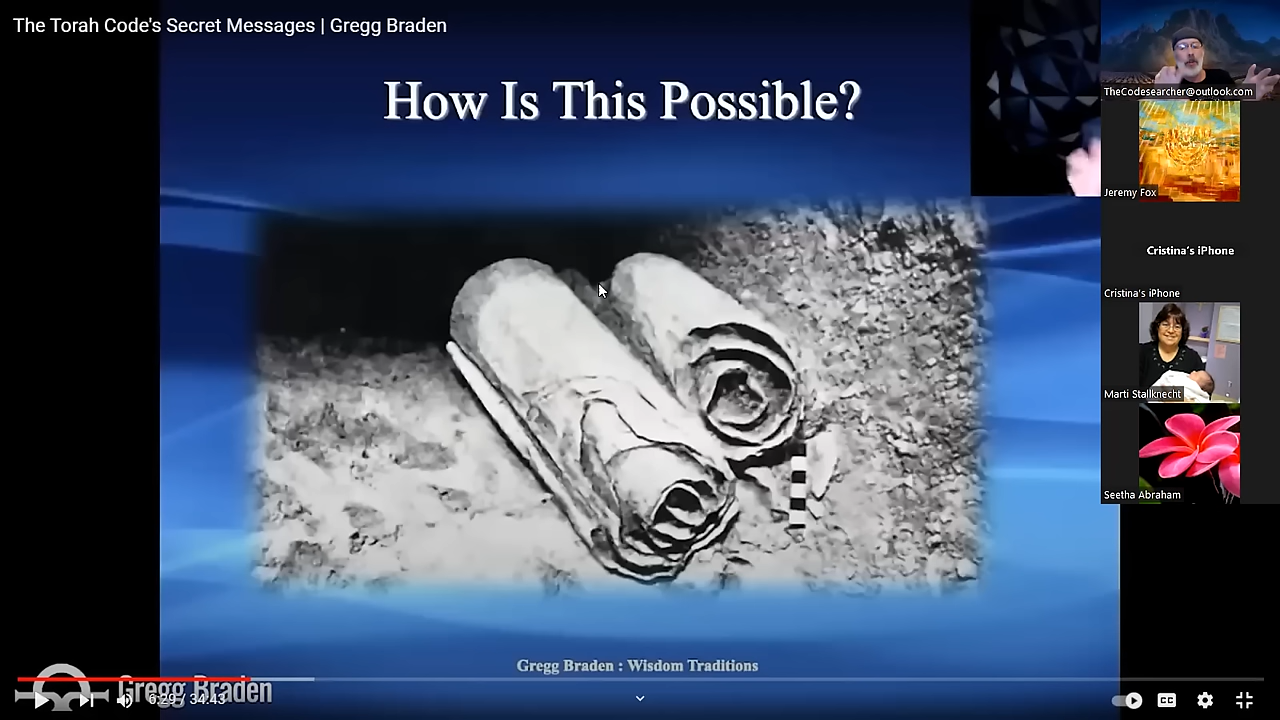 The Torah Code's Secret Messages | Gregg Braden
How Is This Possible?
TheCodesearcher@outlook.com
Jeremy Fox
Cristina's iPhone
Cristina's iPhone
Marti Stallknecht
Seetha Abraham
Gregg Braden : Wisdom Traditions
Gregg Braden
6:29 / 34:43
CC